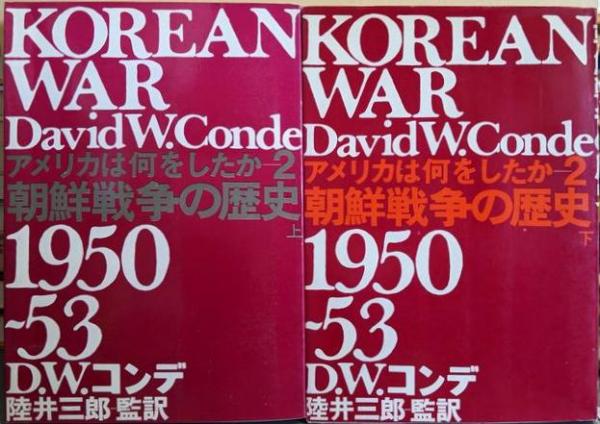 KOREAN
WAR
David W. Conde
アメリカは何をしたか-2
朝鮮戦争の歴史
上
1950
-53
D.W.コンデ
陸井三郎 監訳
KOREAN
WAR
David W. Conde
アメリカは何をしたか-2
朝鮮戦争の歴史
下
1950
-53
D.W.コンデ
陸井三郎 監訳